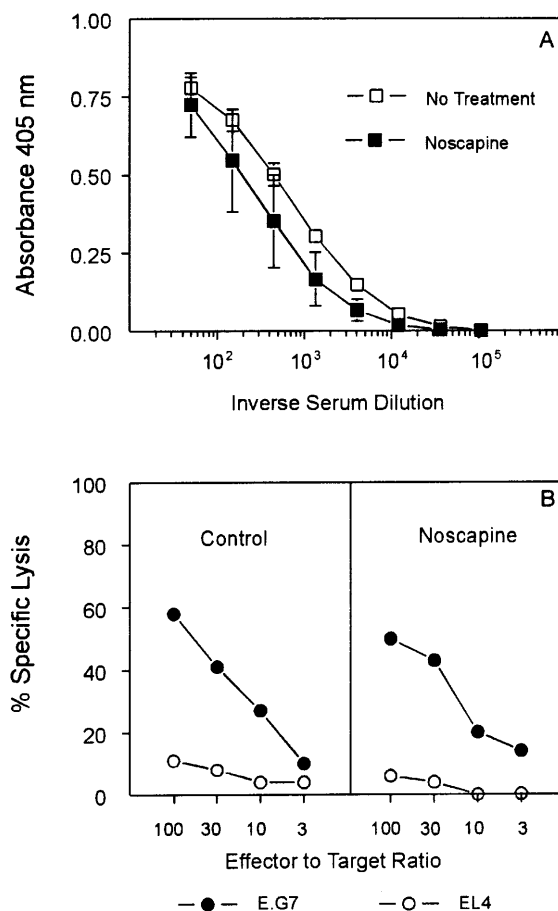 A
1.00
0.75
0.50
0.25
0.00
Absorbance 405 nm
No Treatment
Noscapine
10²
10³
10⁴
10⁵
Inverse Serum Dilution
B
100
80
60
40
20
0
% Specific Lysis
Control
Noscapine
100 30 10 3 100 30 10 3
Effector to Target Ratio
E.G7 EL4